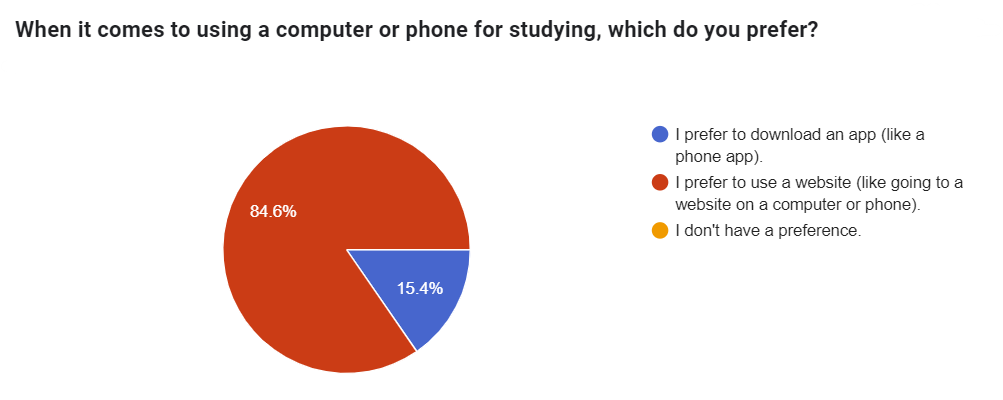 When it comes to using a computer or phone for studying, which do you prefer?
84.6%
15.4%
I prefer to download an app (like a
phone app).
I prefer to use a website (like going to a
website on a computer or phone).
I don't have a preference.